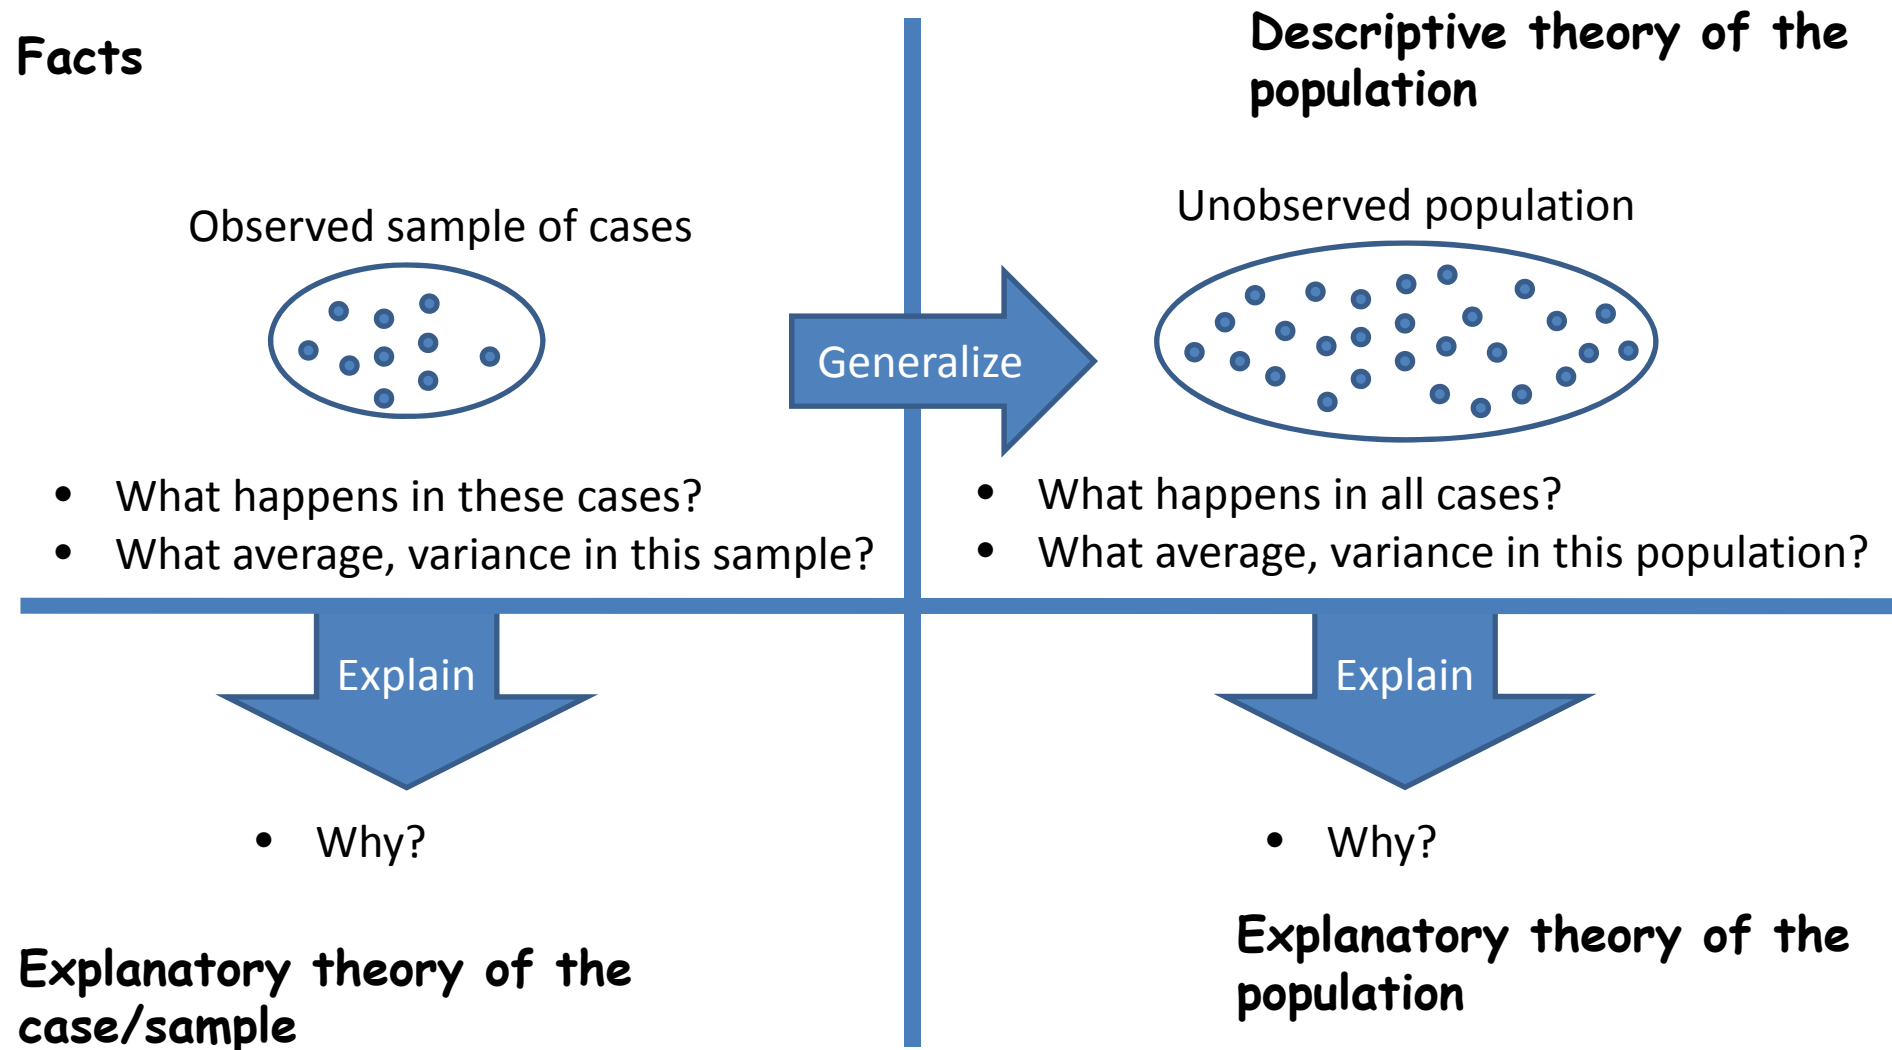 Facts
Observed sample of cases
• What happens in these cases?
• What average, variance in this sample?
Generalize
Descriptive theory of the
population
Unobserved population
• What happens in all cases?
• What average, variance in this population?
Explain
• Why?
Explanatory theory of the
case/sample
Explain
• Why?
Explanatory theory of the
population